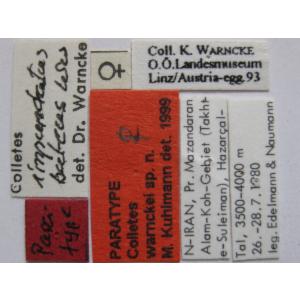 Coll. K. WARNCKE
O.Ö.Landesmuseum
Linz/Austria-egg.93
♀
Colletes
impunctatus
det. Dr. Warncke
Para-
type
PARATYPE
♀
Colletes
warnckei sp. n.
M. Kuhlmann det. 1999
N-IRAN, Pr. Mazandaran
Alam-Koh-Gebiet (Takht-
e-Suleiman), Hazarçal-
Tal, 3500-4000 m
26.-28.7.1980
leg. Edelmann & Naumann